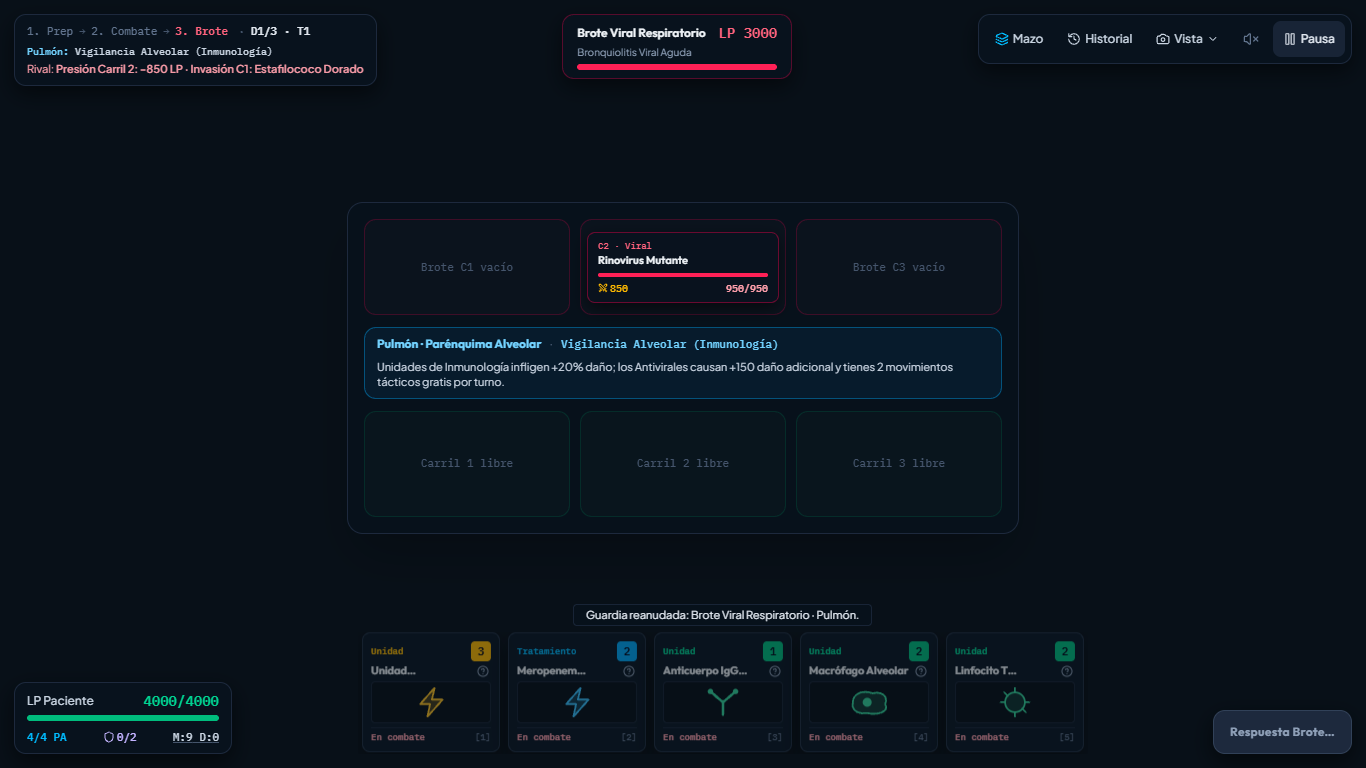 1. Prep → 2. Combate → 3. Brote · D1/3 · T1
Pulmón: Vigilancia Alveolar (Inmunología)
Rival: Presión Carril 2: -850 LP · Invasión C1: Estafilococo Dorado
Brote Viral Respiratorio LP 3000
Bronquiolitis Viral Aguda
Mazo Historial Vista Pausa
Brote C1 vacío
C2 · Viral
Rinovirus Mutante
850 950/950
Brote C3 vacío
Pulmón · Parénquima Alveolar · Vigilancia Alveolar (Inmunología)
Unidades de Inmunología infligen +20% daño; los Antivirales causan +150 daño adicional y tienes 2 movimientos
tácticos gratis por turno.
Carril 1 libre
Carril 2 libre
Carril 3 libre
Guardia reanudada: Brote Viral Respiratorio · Pulmón.
Unidad 3
Unidad...
En combate [1]
Tratamiento 2
Meropenem...
En combate [2]
Unidad 1
Anticuerpo IgG...
En combate [3]
Unidad 2
Macrófago Alveolar
En combate [4]
Unidad 2
Linfocito T...
En combate [5]
LP Paciente 4000/4000
4/4 PA 0/2 M:9 D:0
Respuesta Brote...